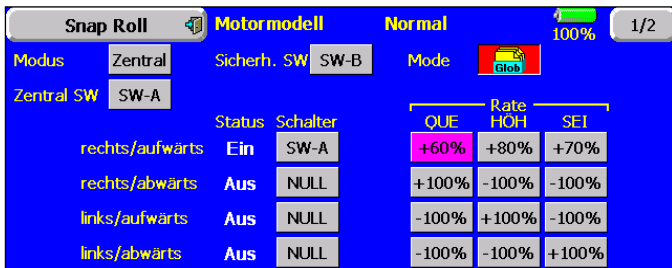 Snap Roll Motormodell Normal 100% 1/2
Modus Zentral Sicherh. SW SW-B Mode Glob
Zentral SW SW-A
Rate
Status Schalter QUE HÖH SEI
rechts/aufwärts Ein SW-A +60% +80% +70%
rechts/abwärts Aus NULL +100% -100% -100%
links/aufwärts Aus NULL -100% +100% -100%
links/abwärts Aus NULL -100% -100% +100%